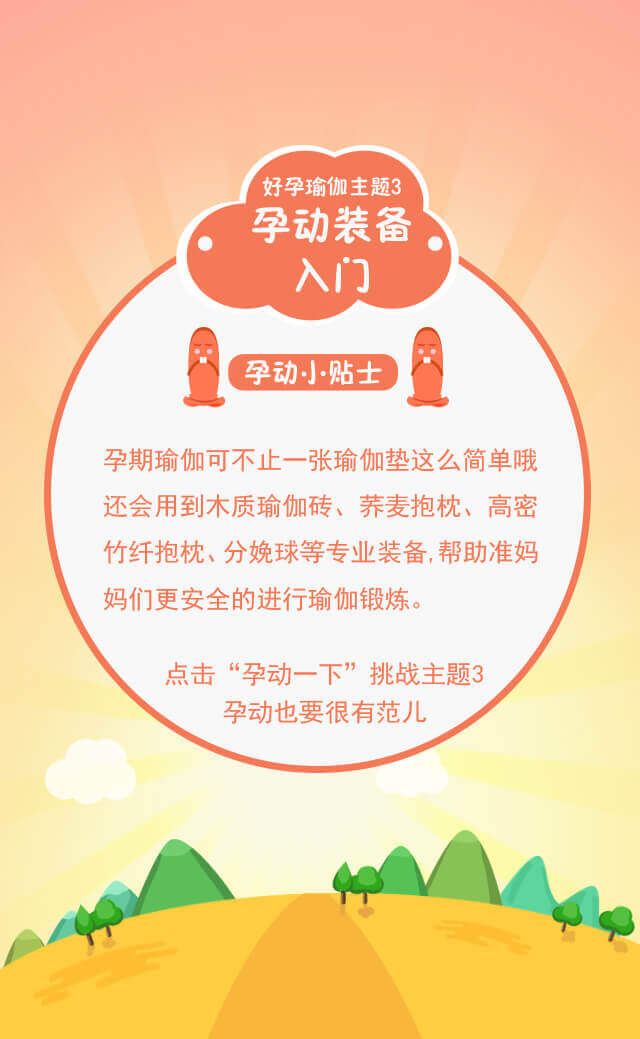 好孕瑜伽主题3
孕动装备
入门
孕动·小·贴士
孕期瑜伽可不止一张瑜伽垫这么简单哦
还会用到木质瑜伽砖、荞麦抱枕、高密
竹纤抱枕、分娩球等专业装备,帮助准妈
妈们更安全的进行瑜伽锻炼。
点击“孕动一下”挑战主题3
孕动也要很有范儿